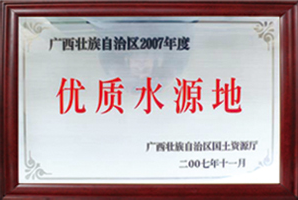 广西壮族自治区2007年度
优质水源地
广西壮族自治区国土资源厅
二00七年十一月